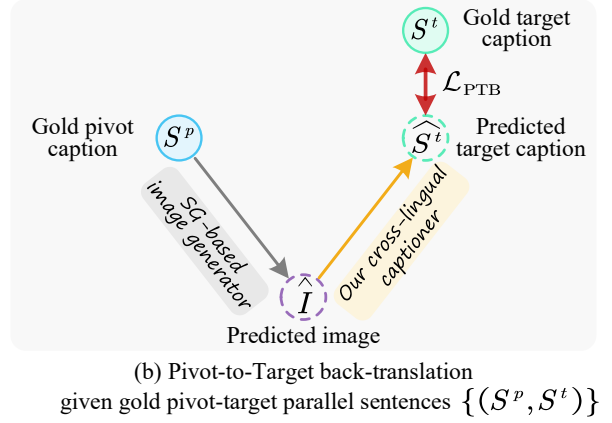 S^t
Gold target
caption
L_PTB
Gold pivot
caption
S^p
Ŝ^t
Predicted
target caption
SG-based
image generator
Our cross-lingual
captioner
Î
Predicted image
(b) Pivot-to-Target back-translation
given gold pivot-target parallel sentences {(S^p, S^t)}